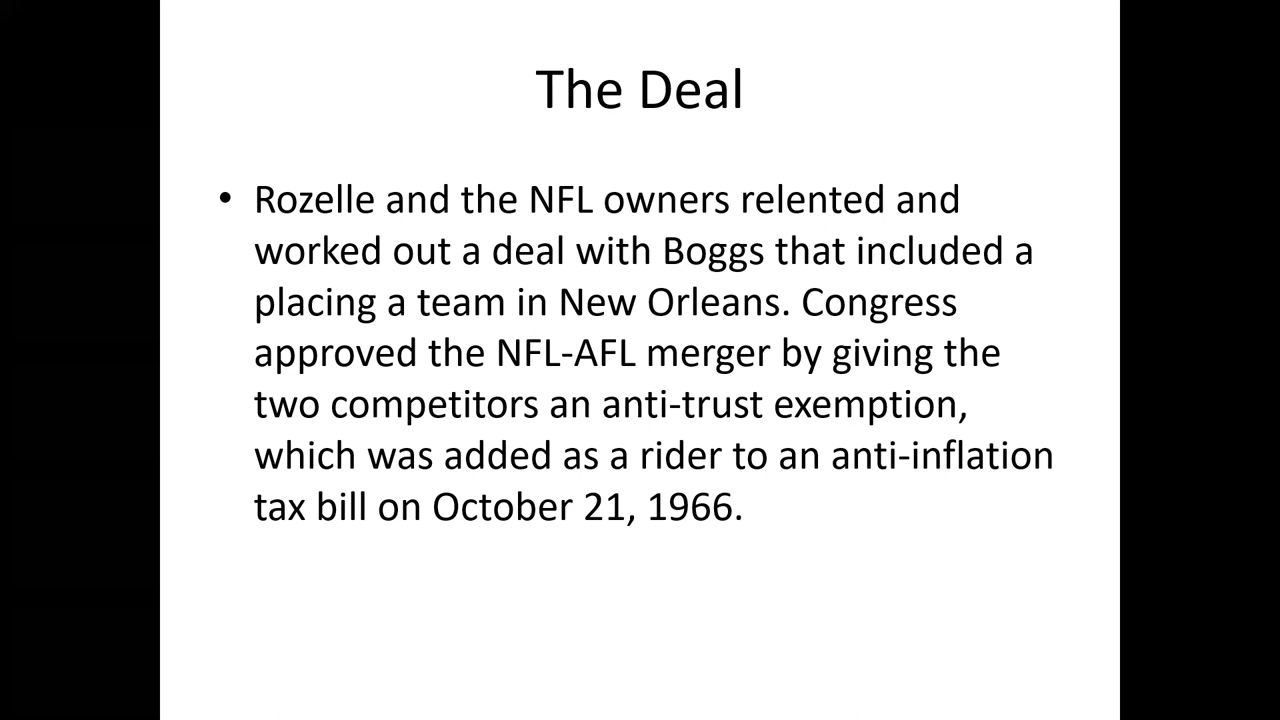 The Deal
• Rozelle and the NFL owners relented and
worked out a deal with Boggs that included a
placing a team in New Orleans. Congress
approved the NFL-AFL merger by giving the
two competitors an anti-trust exemption,
which was added as a rider to an anti-inflation
tax bill on October 21, 1966.